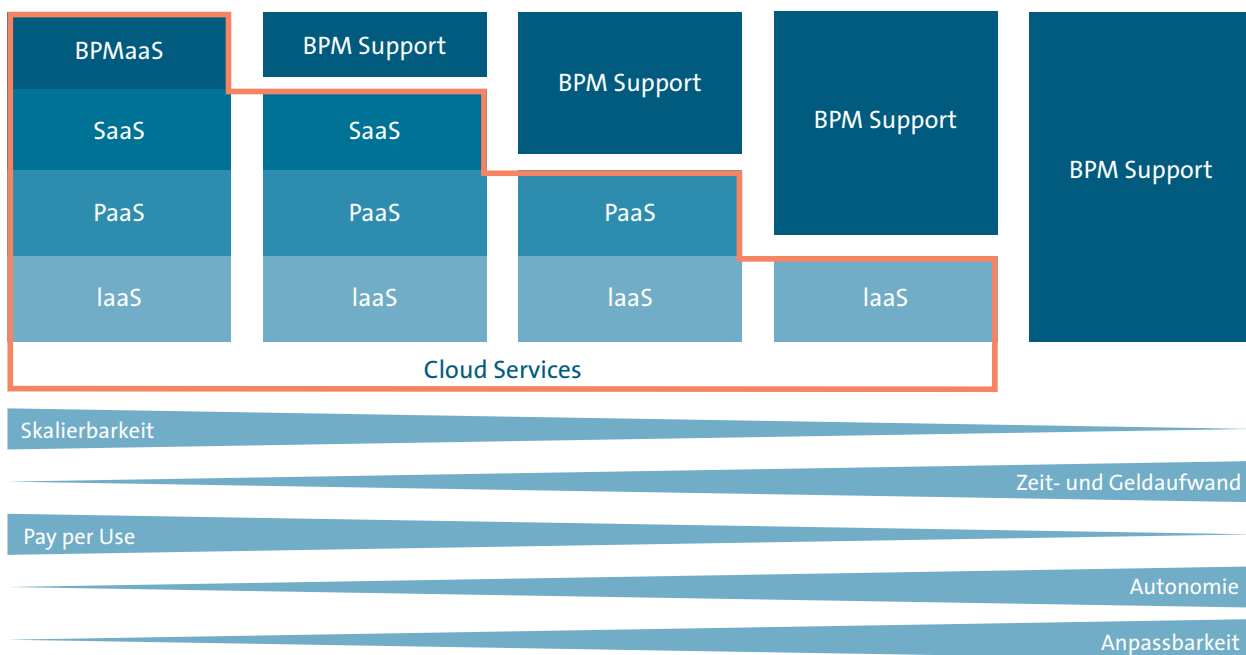 BPMaaS
BPM Support
BPM Support
BPM Support
BPM Support
SaaS
SaaS
PaaS
PaaS
PaaS
IaaS
IaaS
IaaS
IaaS
Cloud Services
Skalierbarkeit
Zeit- und Geldaufwand
Pay per Use
Autonomie
Anpassbarkeit